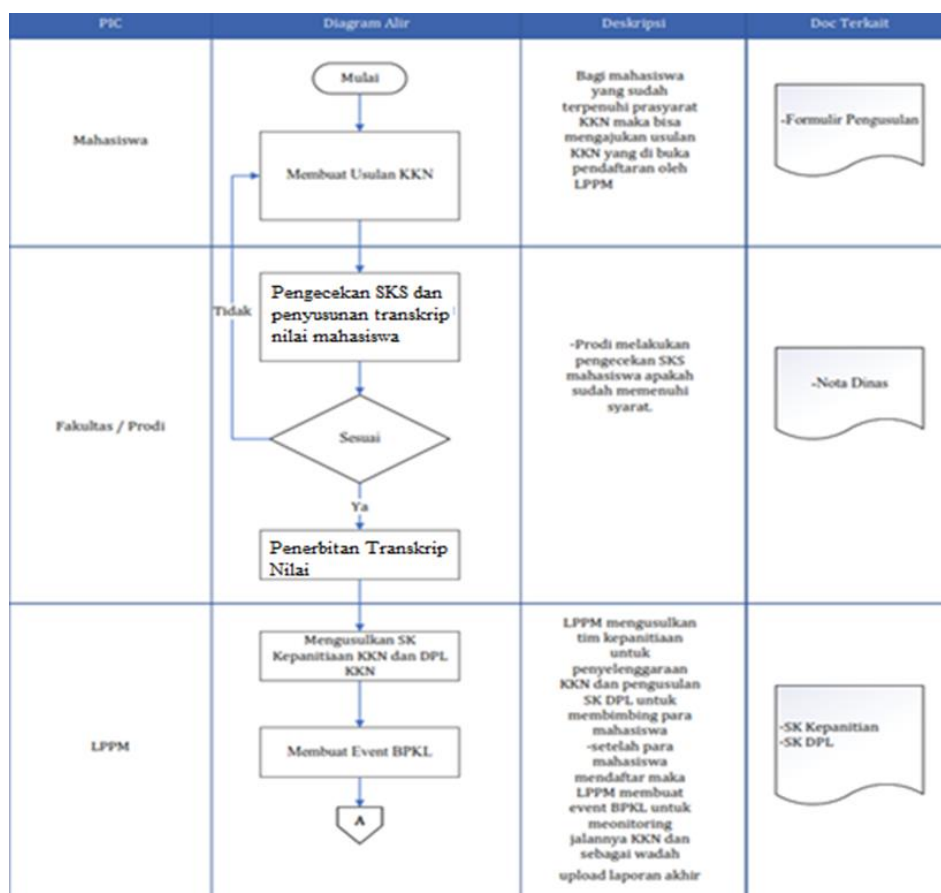 PIC
Diagram Alir
Deskripsi
Doc Terkait
Mahasiswa
Mulai
Membuat Usulan KKN
Bagi mahasiswa
yang sudah
terpenuhi prasyarat
KKN maka bisa
mengajukan usulan
KKN yang di buka
pendaftaran oleh
LPPM
-Formulir Pengusulan
Fakultas / Prodi
Pengecekan SKS dan
penyusunan transkrip
nilai mahasiswa
Tidak
Sesuai
Ya
Penerbitan Transkrip
Nilai
-Prodi melakukan
pengecekan SKS
mahasiswa apakah
sudah memenuhi
syarat.
-Nota Dinas
LPPM
Mengusulkan SK
Kepanitiaan KKN dan DPL
KKN
Membuat Event BPKL
A
LPPM mengusulkan
tim kepanitiaan
untuk
penyelenggaraan
KKN dan pengusulan
SK DPL untuk
membimbing para
mahasiswa
-setelah para
mahasiswa
mendaftar maka
LPPM membuat
event BPKL untuk
meonitoring
jalannya KKN dan
sebagai wadah
upload laporan akhir
-SK Kepanitian
-SK DPL